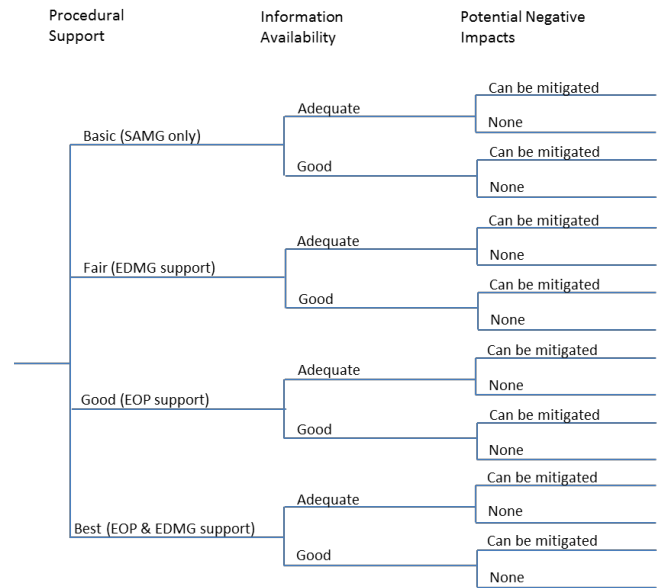 Procedural
Support
Information
Availability
Potential Negative
Impacts
Can be mitigated
Adequate
None
Basic (SAMG only)
Can be mitigated
Good
None
Can be mitigated
Adequate
None
Fair (EDMG support)
Can be mitigated
Good
None
Can be mitigated
Adequate
None
Good (EOP support)
Can be mitigated
Good
None
Can be mitigated
Adequate
None
Best (EOP & EDMG support)
Can be mitigated
Good
None